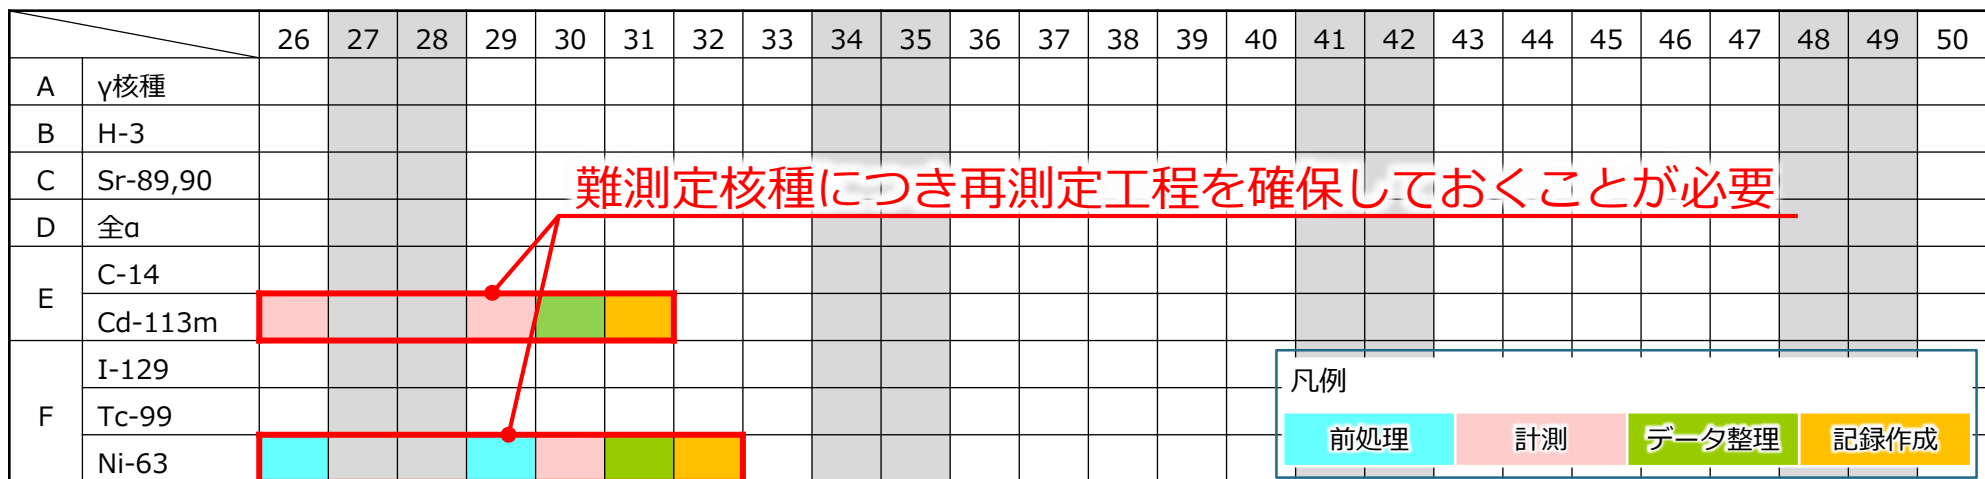 26 27 28 29 30 31 32 33 34 35 36 37 38 39 40 41 42 43 44 45 46 47 48 49 50
A γ核種
B H-3
C Sr-89,90
難測定核種につき再測定工程を確保しておくことが必要
D 全α
E C-14
Cd-113m
F I-129
Tc-99
Ni-63
凡例
前処理 計測 データ整理 記録作成